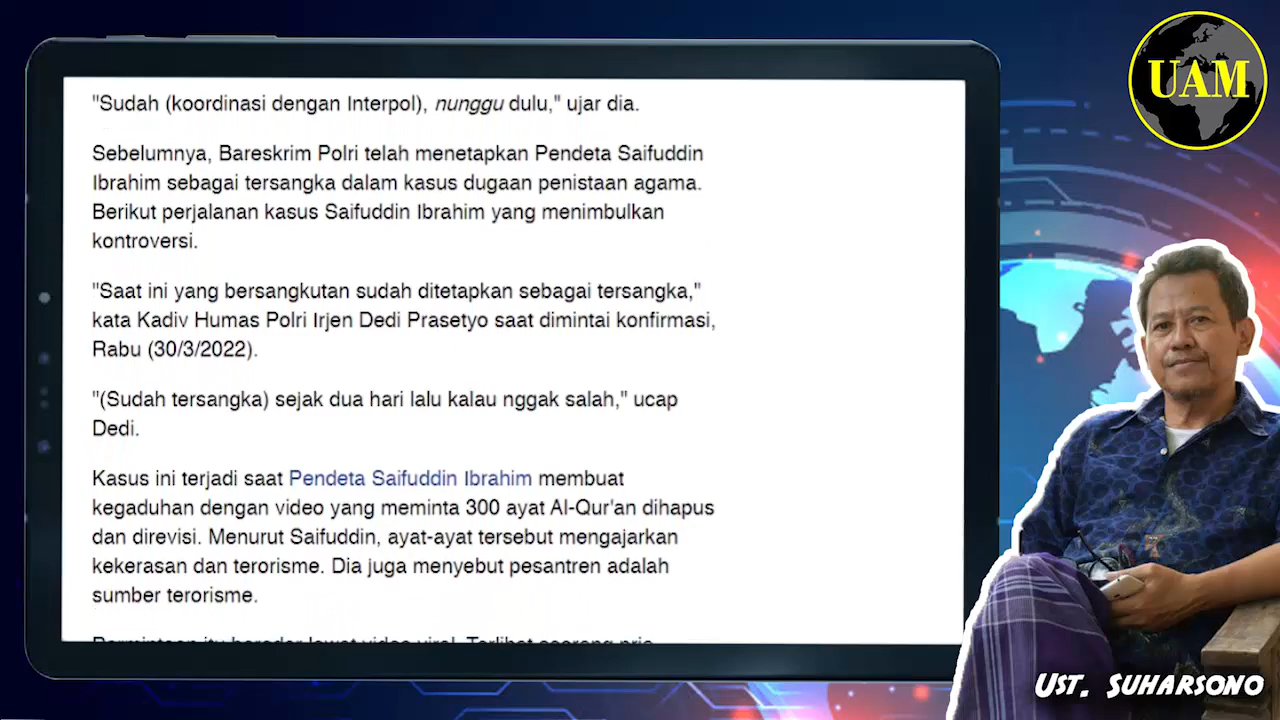 "Sudah (koordinasi dengan Interpol), nunggu dulu," ujar dia.
Sebelumnya, Bareskrim Polri telah menetapkan Pendeta Saifuddin
Ibrahim sebagai tersangka dalam kasus dugaan penistaan agama.
Berikut perjalanan kasus Saifuddin Ibrahim yang menimbulkan
kontroversi.
"Saat ini yang bersangkutan sudah ditetapkan sebagai tersangka,"
kata Kadiv Humas Polri Irjen Dedi Prasetyo saat dimintai konfirmasi,
Rabu (30/3/2022).
"(Sudah tersangka) sejak dua hari lalu kalau nggak salah," ucap
Dedi.
Kasus ini terjadi saat Pendeta Saifuddin Ibrahim membuat
kegaduhan dengan video yang meminta 300 ayat Al-Qur'an dihapus
dan direvisi. Menurut Saifuddin, ayat-ayat tersebut mengajarkan
kekerasan dan terorisme. Dia juga menyebut pesantren adalah
sumber terorisme.
UAM
Ust. Suharsono